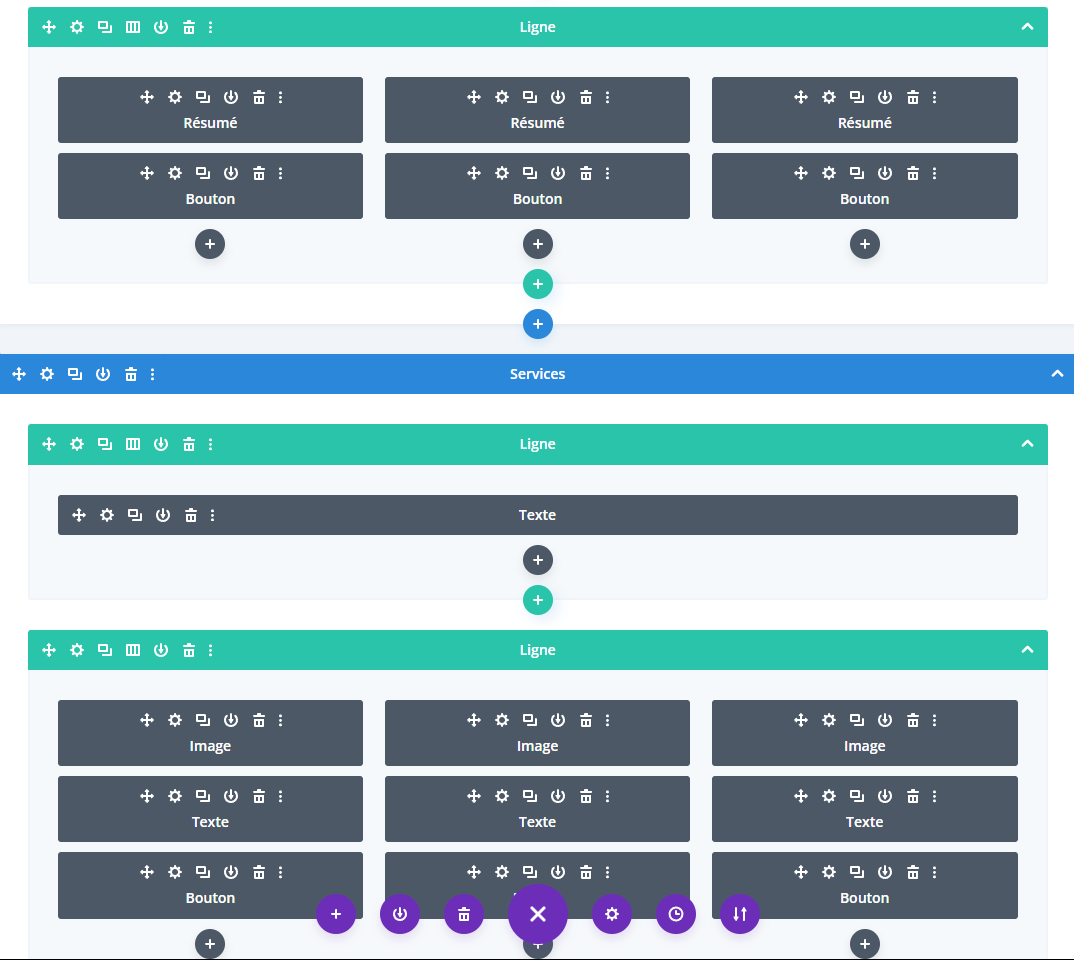 Ligne
Résumé Résumé Résumé
Bouton Bouton Bouton
Services
Ligne
Texte
Ligne
Image Image Image
Texte Texte Texte
Bouton Bouton